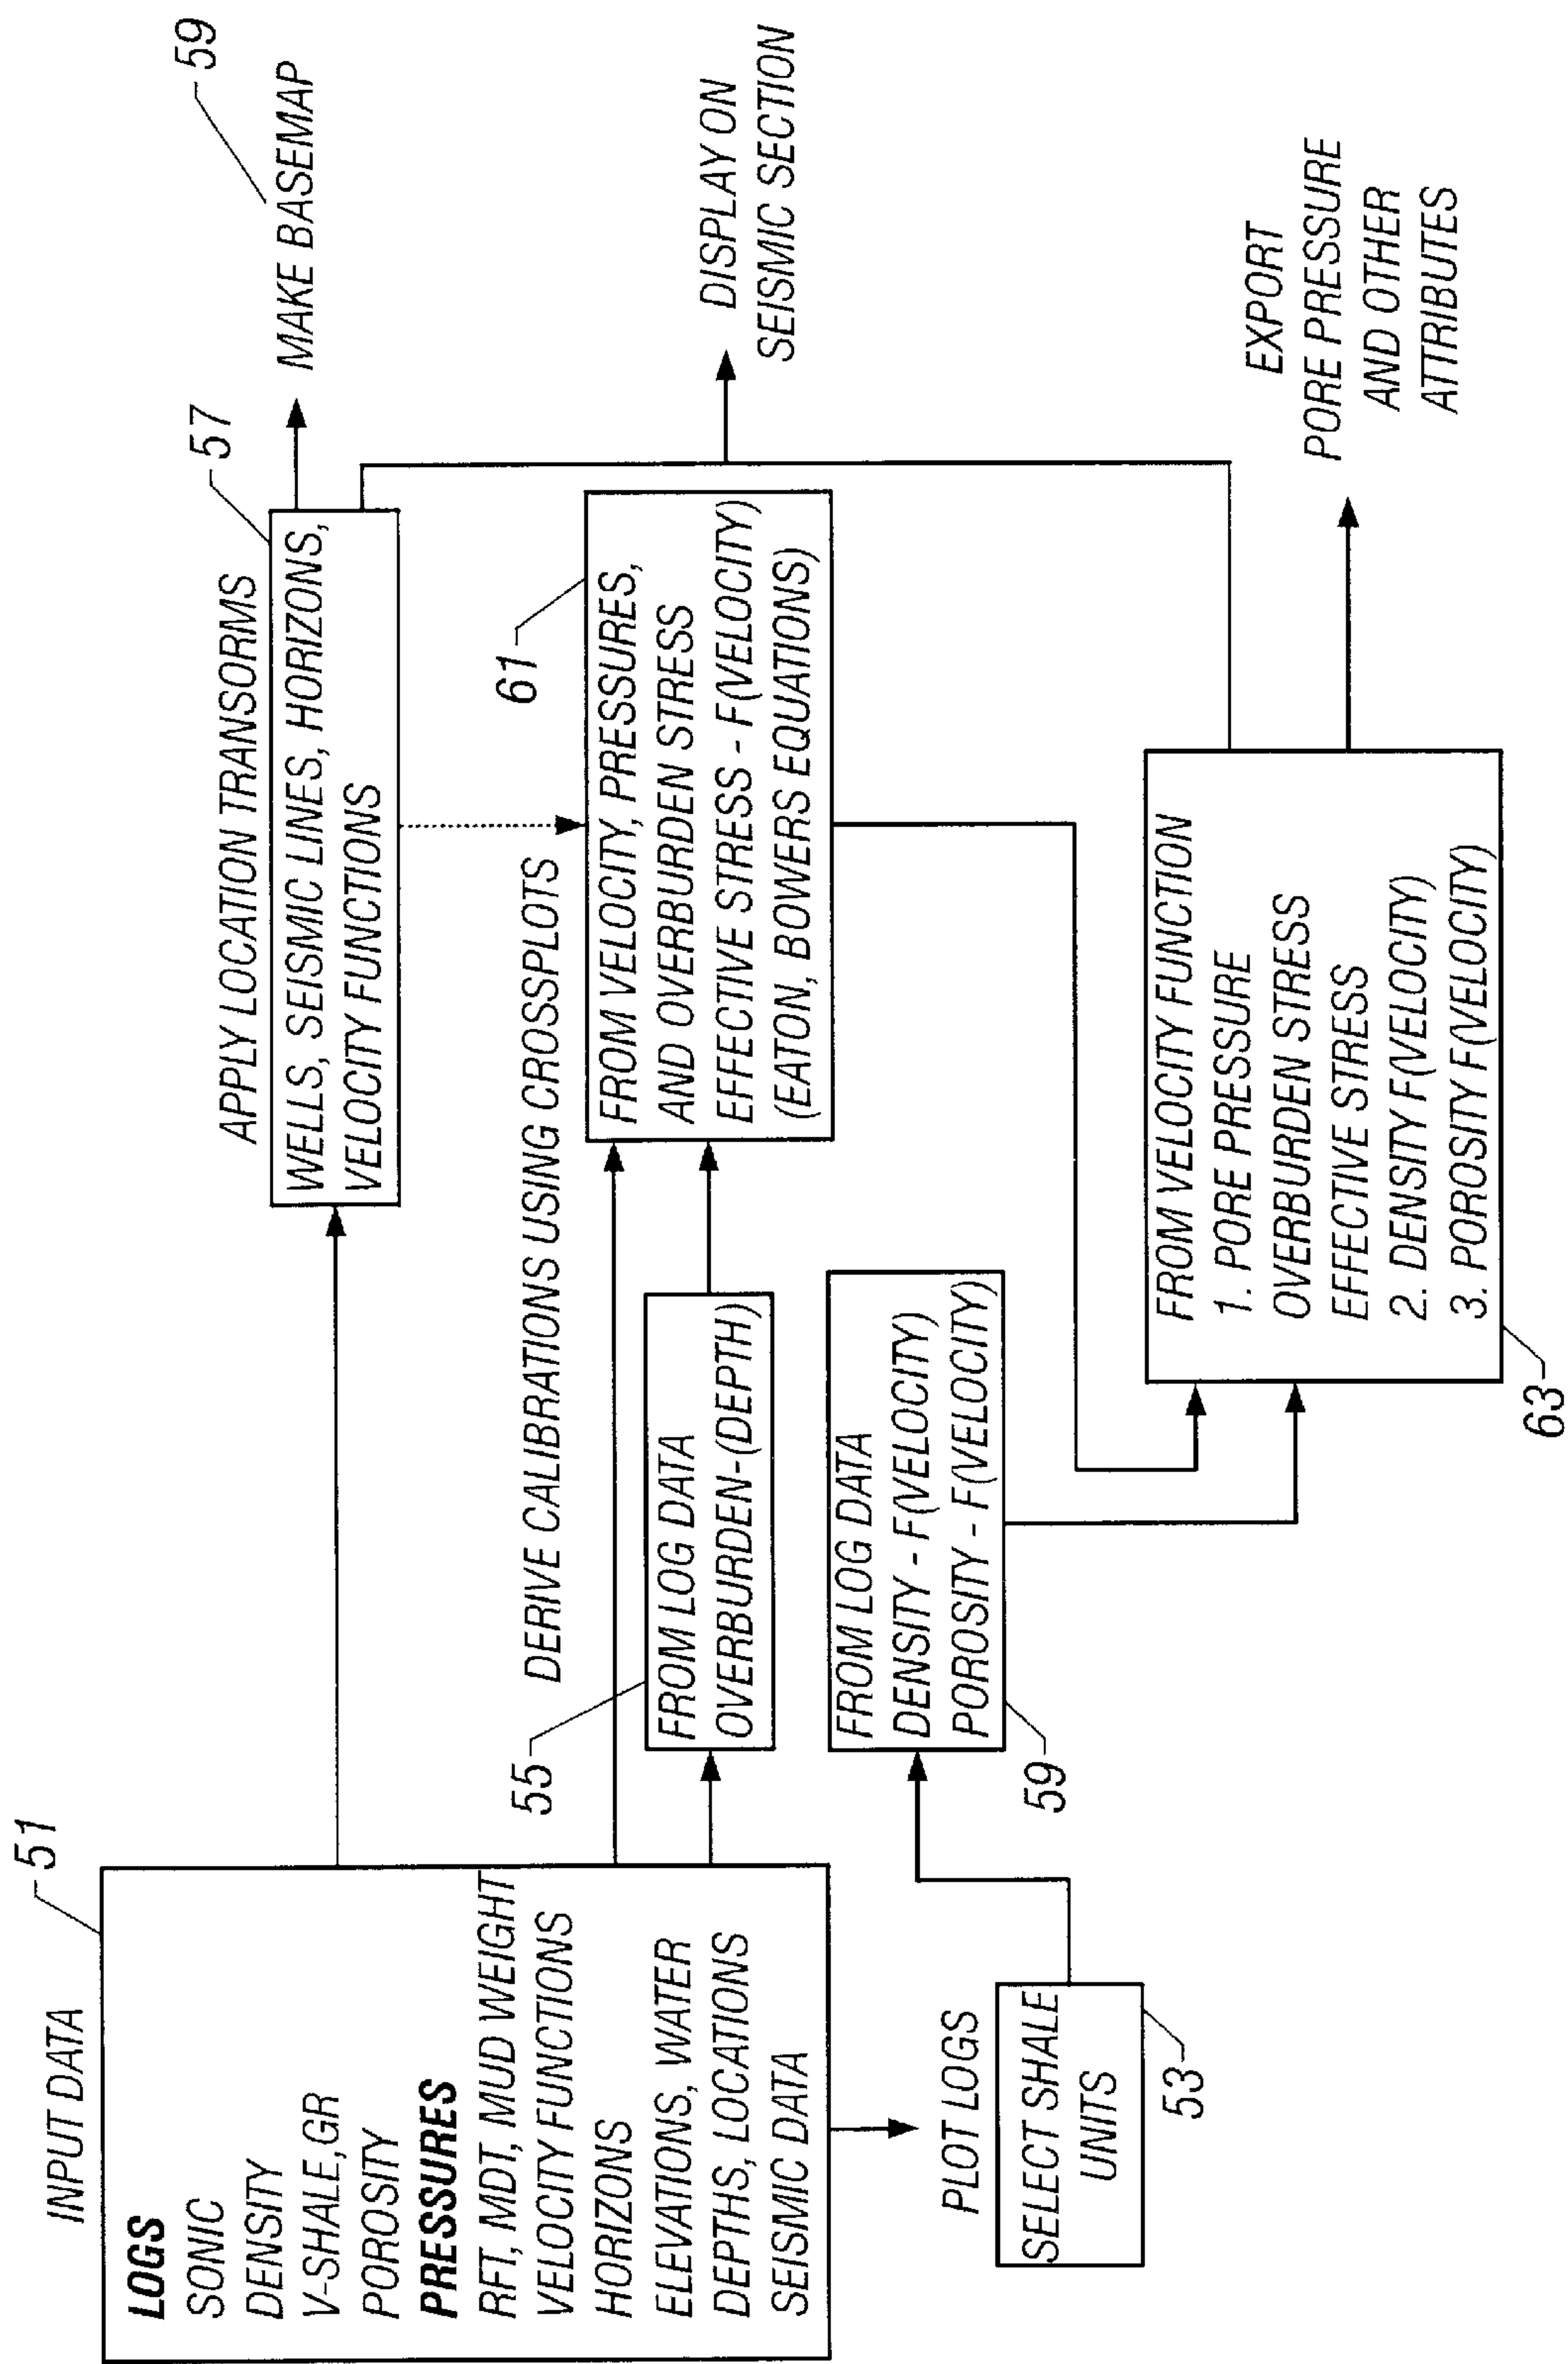 INPUT DATA
51
LOGS
SONIC
DENSITY
V-SHALE,GR
POROSITY
PRESSURES
RFT, MDT, MUD WEIGHT
VELOCITY FUNCTIONS
HORIZONS
ELEVATIONS, WATER
DEPTHS, LOCATIONS
SEISMIC DATA
PLOT LOGS
SELECT SHALE
UNITS
53
APPLY LOCATION TRANSORMS
57
WELLS, SEISMIC LINES, HORIZONS,
VELOCITY FUNCTIONS
MAKE BASEMAP
59
DERIVE CALIBRATIONS USING CROSSPLOTS
55
FROM LOG DATA
OVERBURDEN-(DEPTH)
61
FROM VELOCITY, PRESSURES,
AND OVERBURDEN STRESS
EFFECTIVE STRESS - F(VELOCITY)
(EATON, BOWERS EQUATIONS)
DISPLAY ON
SEISMIC SECTION
FROM LOG DATA
DENSITY - F(VELOCITY)
POROSITY - F(VELOCITY)
59
FROM VELOCITY FUNCTION
1. PORE PRESSURE
OVERBURDEN STRESS
EFFECTIVE STRESS
2. DENSITY F(VELOCITY)
3. POROSITY F(VELOCITY)
63
EXPORT
PORE PRESSURE
AND OTHER
ATTRIBUTES